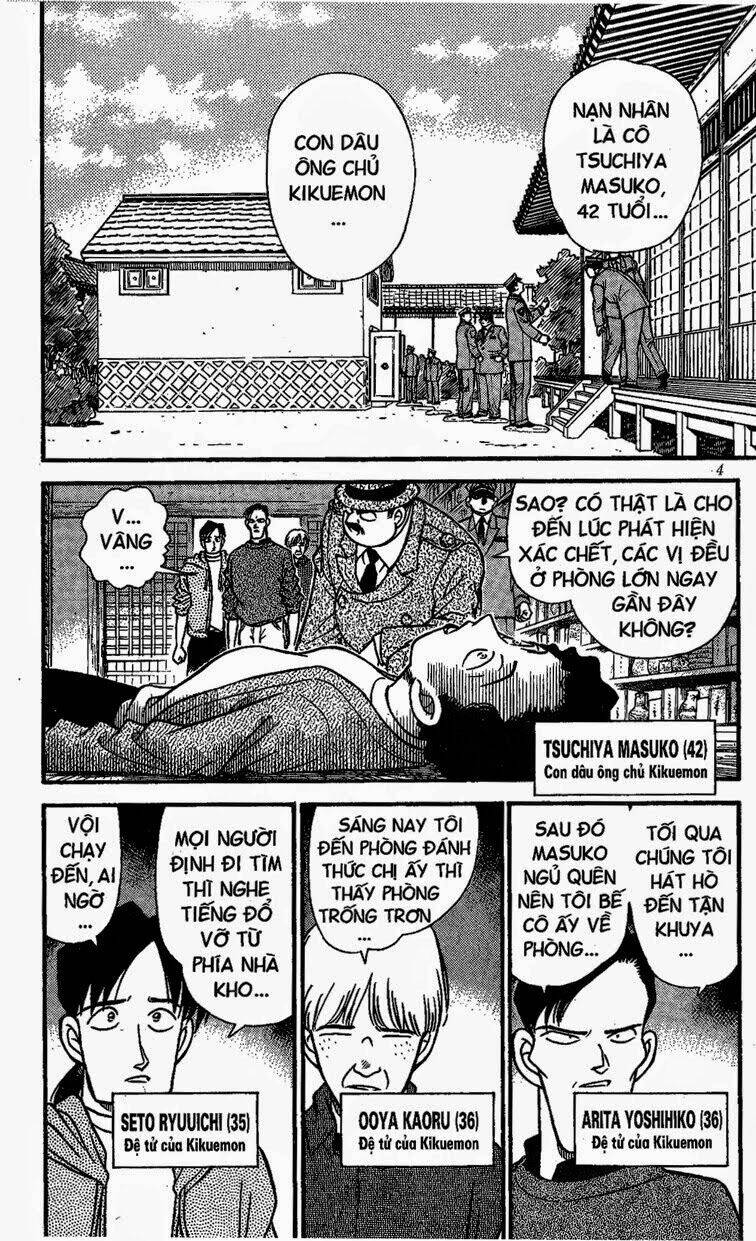 NẠN NHÂN
LÀ CÔ
TSUCHIYA
MASUKO,
42 TUỔI...
CON DÂU
ÔNG CHỦ
KIKUEMON
...
4
SAO? CÓ THẬT LÀ CHO
ĐẾN LÚC PHÁT HIỆN
XÁC CHẾT, CÁC VỊ ĐỀU
Ở PHÒNG LỚN NGAY
GẦN ĐÂY
KHÔNG?
V...
VÂNG
...
TSUCHIYA MASUKO (42)
Con dâu ông chủ Kikuemon
TỐI QUA
CHÚNG TÔI
HÁT HÒ
ĐẾN TẬN
KHUYA
...
SAU ĐÓ
MASUKO
NGỦ QUÊN
NÊN TÔI BẾ
CÔ ẤY VỀ
PHÒNG...
ARITA YOSHIHIKO (36)
Đệ tử của Kikuemon
SÁNG NAY TÔI
ĐẾN PHÒNG ĐÁNH
THỨC CHỊ ẤY THÌ
THẤY PHÒNG
TRỐNG TRƠN
...
OOYA KAORU (36)
Đệ tử của Kikuemon
MỌI NGƯỜI
ĐỊNH ĐI TÌM
THÌ NGHE
TIẾNG ĐỔ
VỠ TỪ
PHÍA NHÀ
KHO...
VỘI
CHẠY
ĐẾN, AI
NGỜ
...
SETO RYUUICHI (35)
Đệ tử của Kikuemon